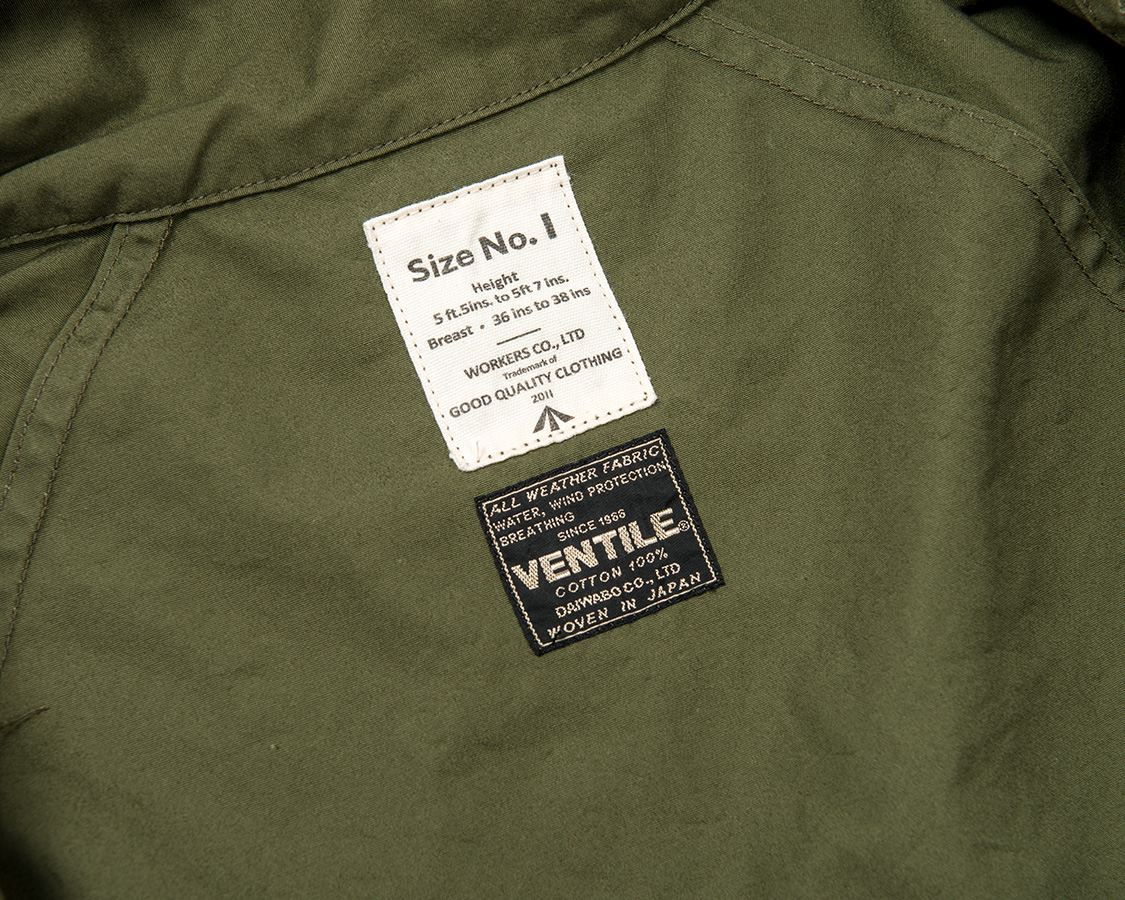 Size No. 1
Height
5 ft.5ins. to 5ft 7 ins.
Breast • 36 ins to 38 ins
WORKERS CO., LTD
Trademark of
GOOD QUALITY CLOTHING
2011
ALL WEATHER FABRIC
WATER, WIND PROTECTION
BREATHING
SINCE 1966
VENTILE®
COTTON 100%
DAIWABO CO., LTD
WOVEN IN JAPAN